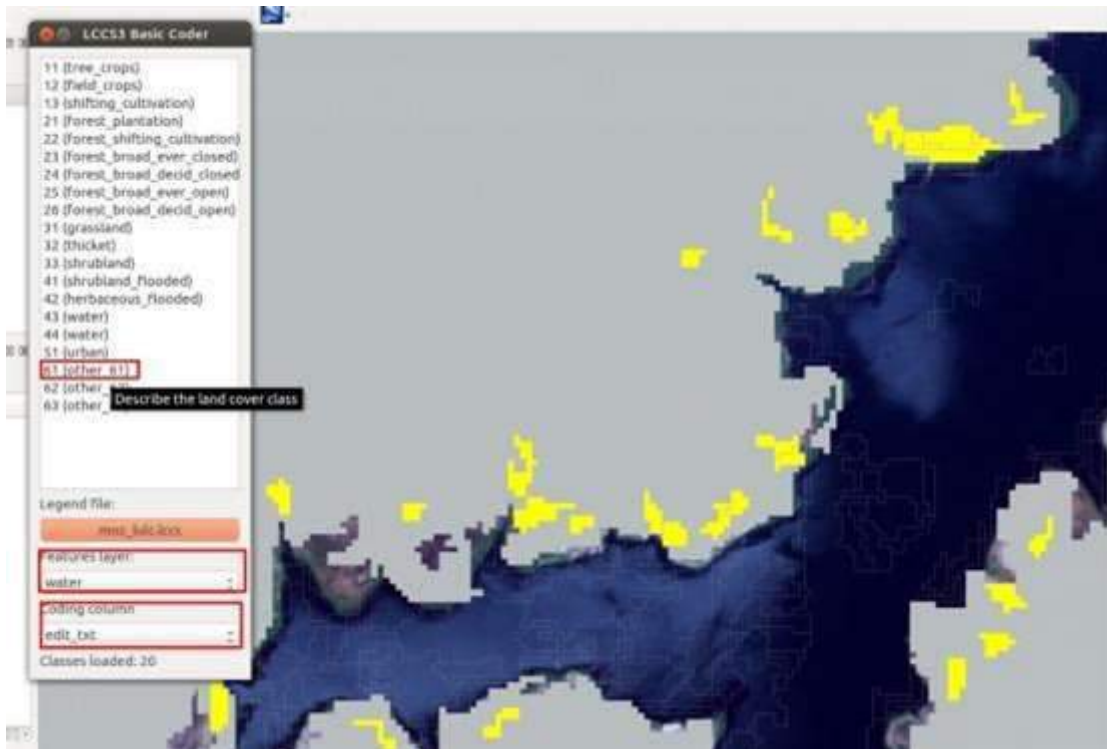 LCCS3 Basic Coder
11 (tree_crops)
12 (field_crops)
13 (shifting_cultivation)
21 (forest_plantation)
22 (forest_shifting_cultivation)
23 (forest_broad_ever_closed)
24 (forest_broad_decid_closed
25 (forest_broad_ever_open)
26 (forest_broad_decid_open)
31 (grassland)
32 (thicket)
33 (shrubland)
41 (shrubland_flooded)
42 (herbaceous_flooded)
43 (water)
44 (water)
51 (urban)
61 (other_61)
62 (other_
Describe the land cover class
63 (other_
Legend file:
Features layer:
water
Coding column
edit_txt
Classes loaded: 20